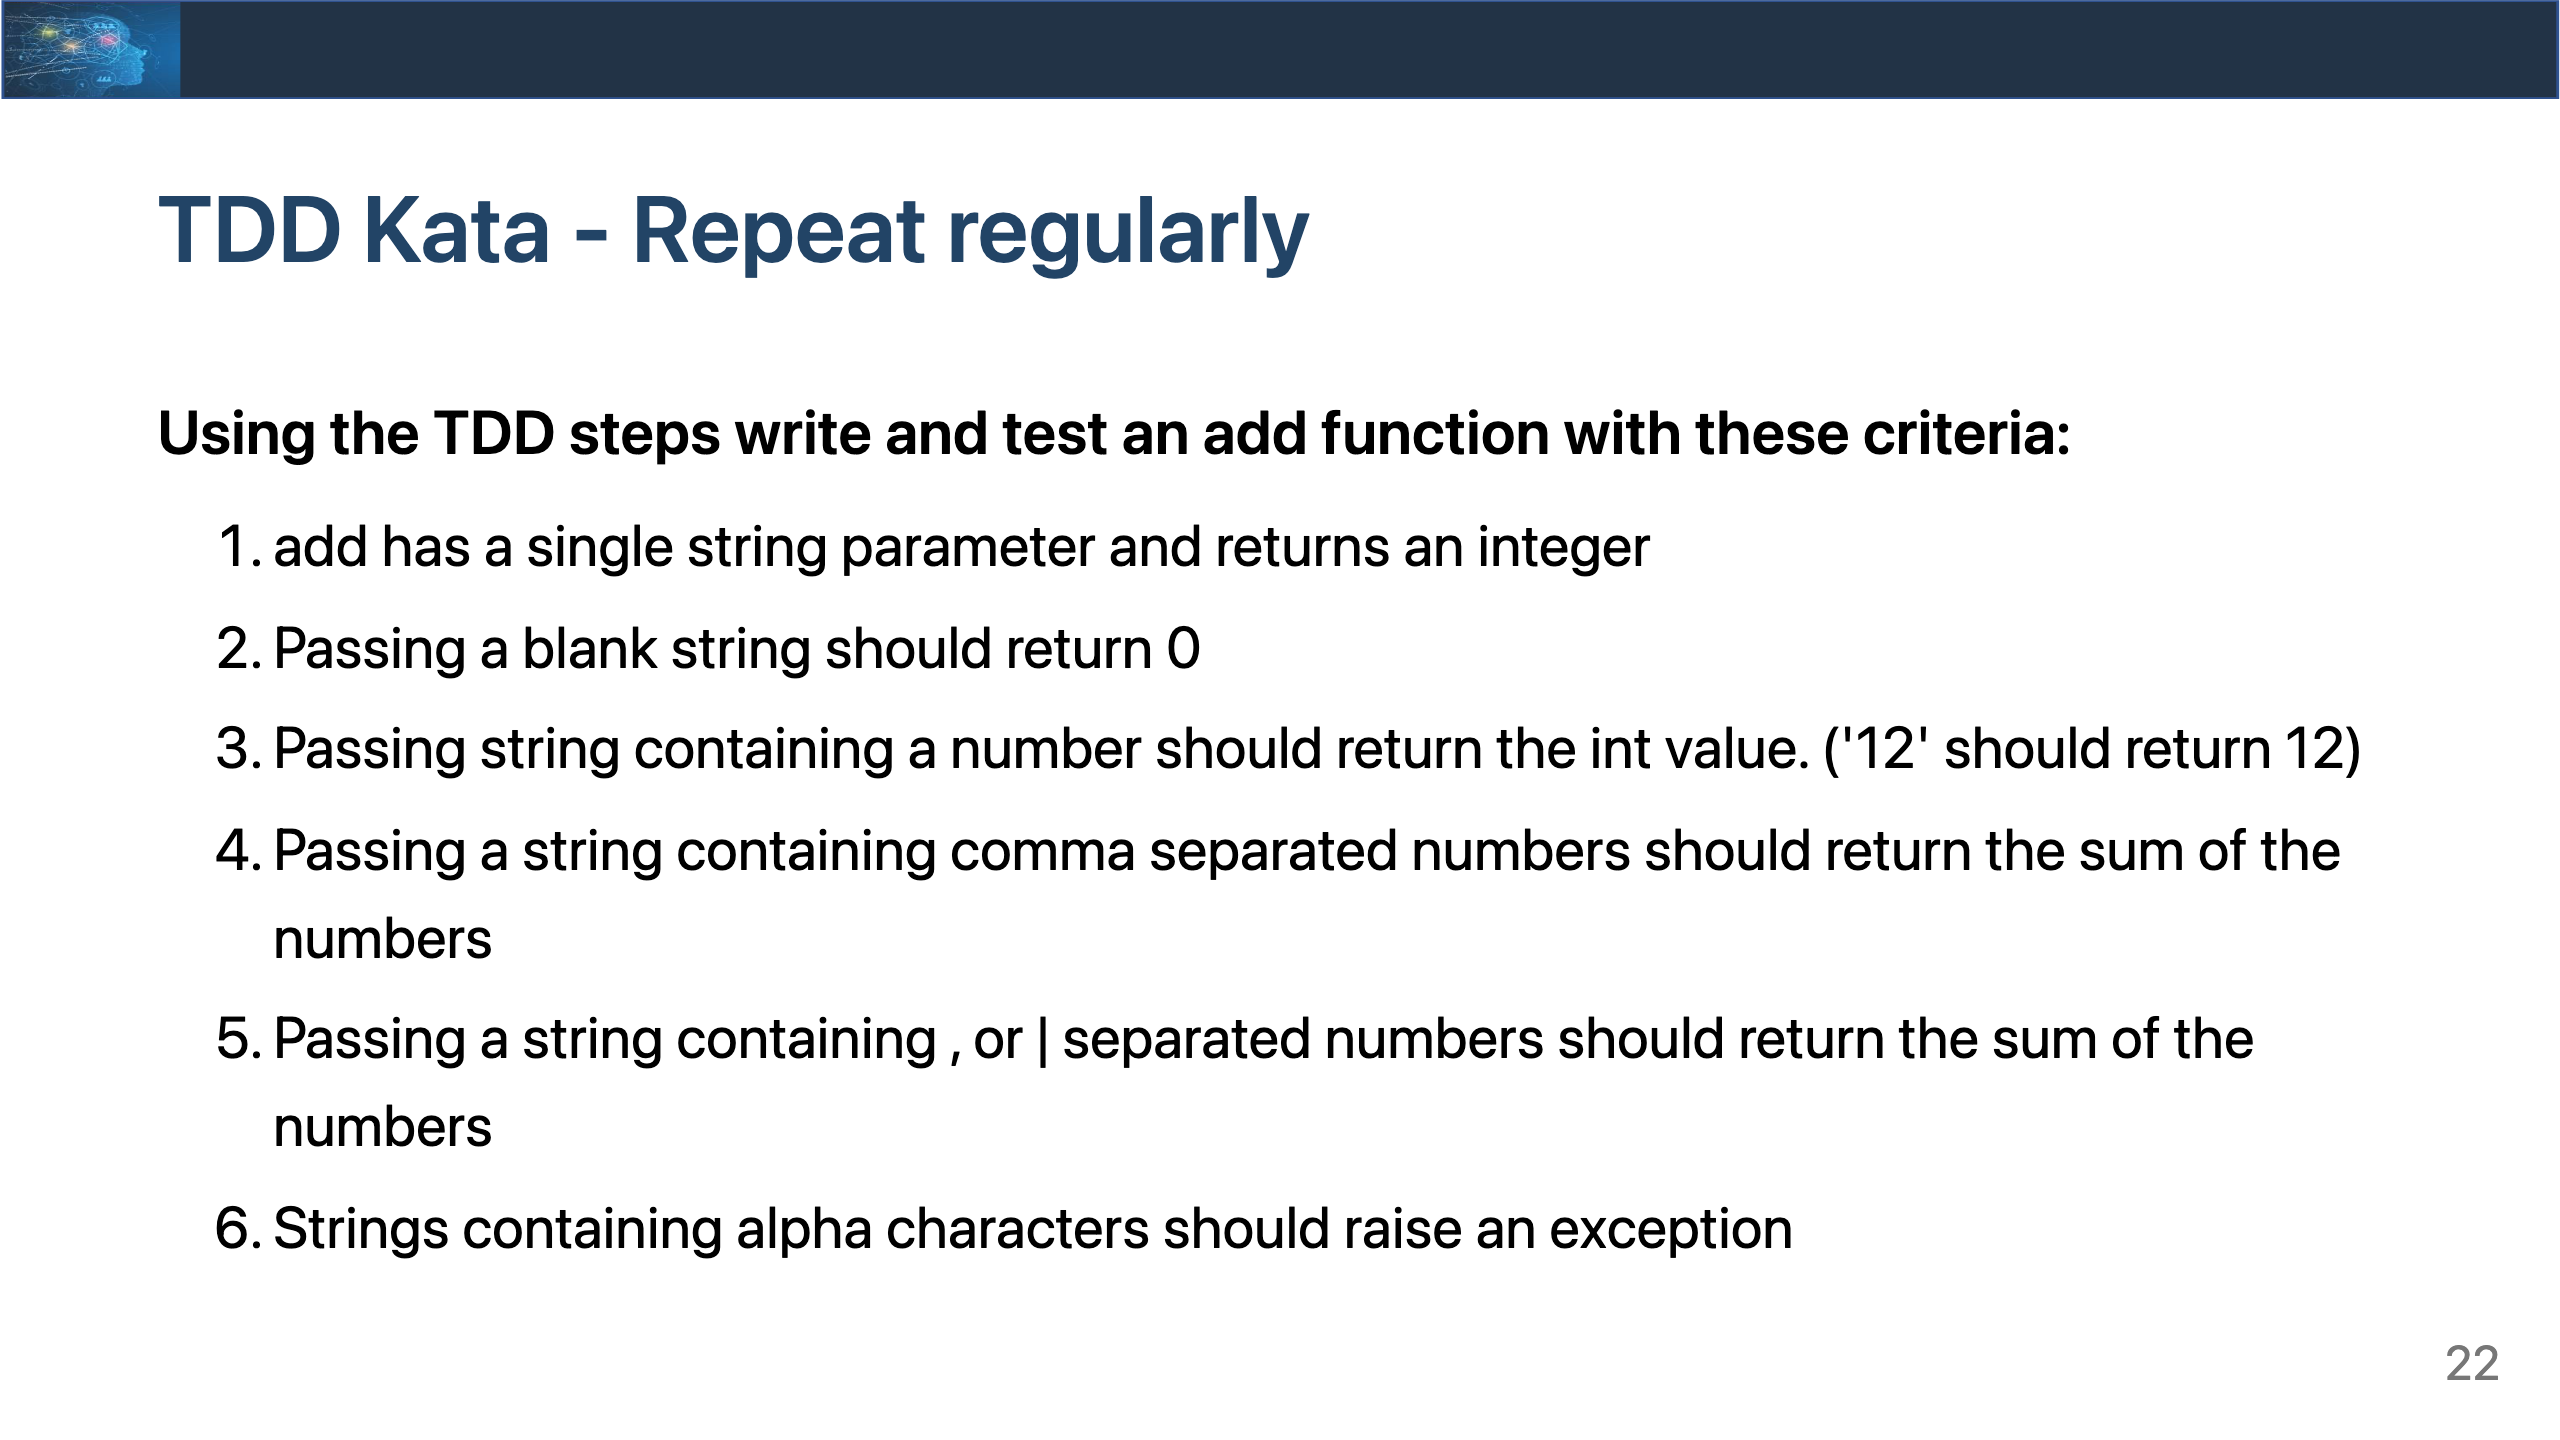 TDD Kata - Repeat regularly
Using the TDD steps write and test an add function with these criteria:
1. add has a single string parameter and returns an integer
2. Passing a blank string should return 0
3. Passing string containing a number should return the int value. ('12' should return 12)
4. Passing a string containing comma separated numbers should return the sum of the
numbers
5. Passing a string containing , or | separated numbers should return the sum of the
numbers
6. Strings containing alpha characters should raise an exception
22